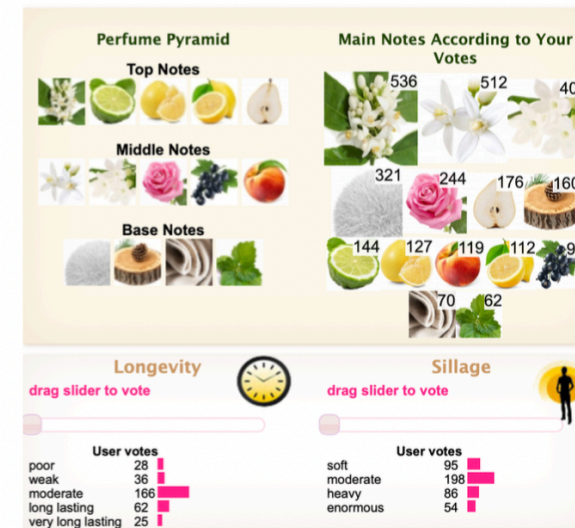 Perfume Pyramid
Top Notes
Middle Notes
Base Notes
Main Notes According to Your
Votes
536
512
40
321
244
176
160
144
127
119
112
9
70
62
Longevity
drag slider to vote
User votes
poor 28
weak 36
moderate 166
long lasting 62
very long lasting 25
Sillage
drag slider to vote
User votes
soft 95
moderate 198
heavy 86
enormous 54